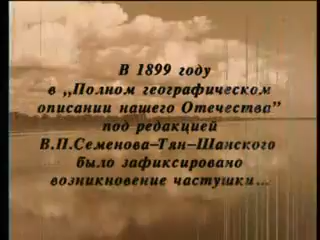 В 1899 году
в ,,Полном географическом
описании нашего Отечества”
под редакцией
В.П.Семенова–Тян–Шанского
было зафиксировано
возникновение частушки...